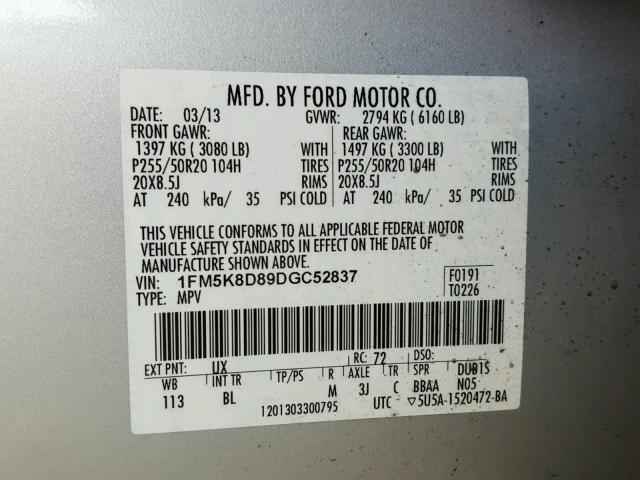 MFD. BY FORD MOTOR CO.
DATE: 03/13 GVWR: 2794 KG ( 6160 LB)
FRONT GAWR: REAR GAWR:
1397 KG ( 3080 LB) WITH 1497 KG ( 3300 LB) WITH
P255/50R20 104H TIRES P255/50R20 104H TIRES
20X8.5J RIMS 20X8.5J RIMS
AT 240 kPa/ 35 PSI COLD AT 240 kPa/ 35 PSI COLD
THIS VEHICLE CONFORMS TO ALL APPLICABLE FEDERAL MOTOR
VEHICLE SAFETY STANDARDS IN EFFECT ON THE DATE OF
MANUFACTURE SHOWN ABOVE.
VIN: 1FM5K8D89DGC52837 F0191
TYPE: MPV T0226
EXT PNT: UX RC: 72 DSO:
WB INT TR TP/PS R AXLE TR SPR DUB1S
113 BL M 3J C BBAA N05
1201303300795 UTC ▽5U5A-1520472-BA